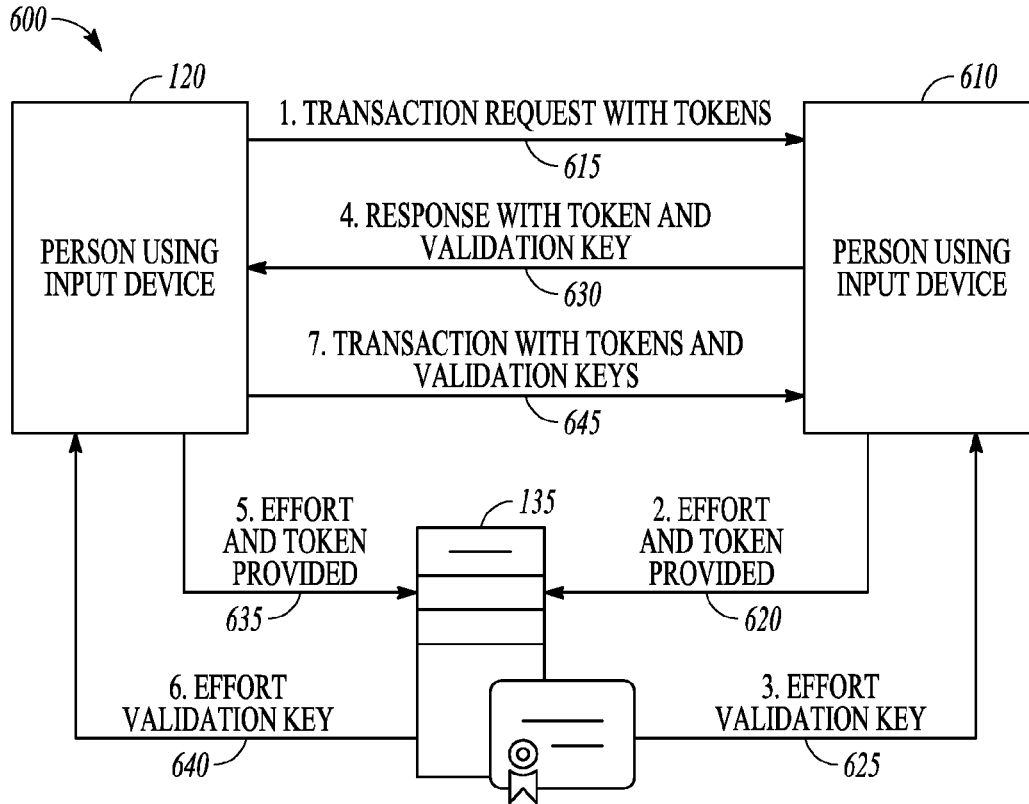 600
120
610
1. TRANSACTION REQUEST WITH TOKENS
615
4. RESPONSE WITH TOKEN AND
VALIDATION KEY
630
PERSON USING
INPUT DEVICE
PERSON USING
INPUT DEVICE
7. TRANSACTION WITH TOKENS AND
VALIDATION KEYS
645
135
5. EFFORT
AND TOKEN
PROVIDED
635
2. EFFORT
AND TOKEN
PROVIDED
620
6. EFFORT
VALIDATION KEY
640
3. EFFORT
VALIDATION KEY
625